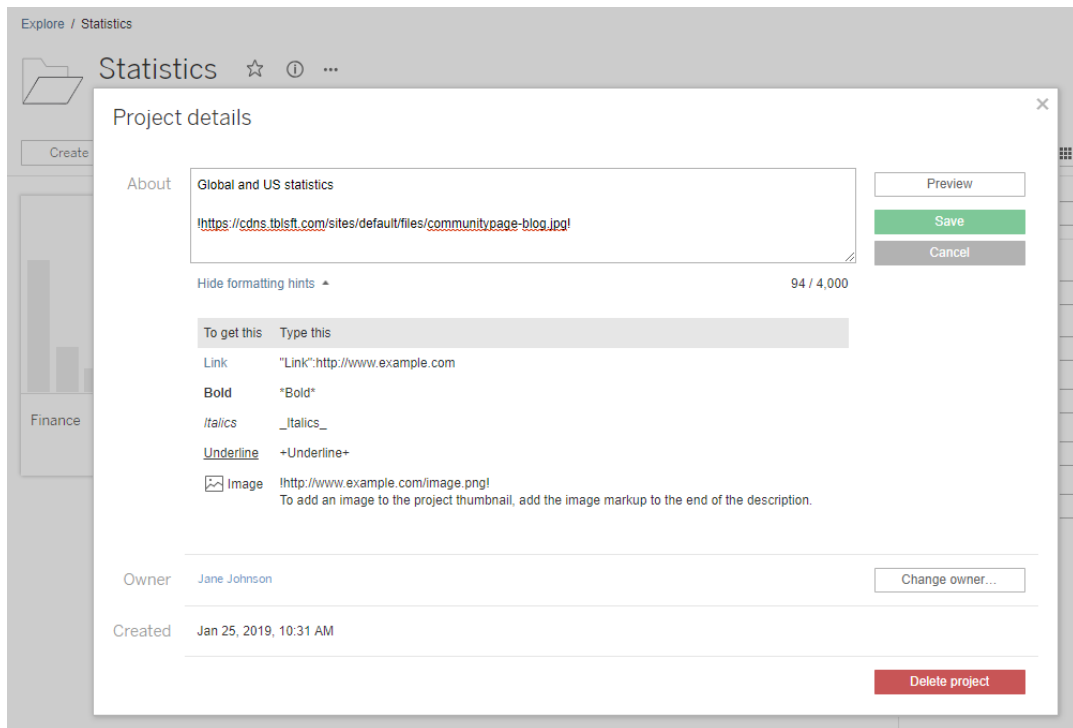 Explore / Statistics
Statistics
Create
Project details
About
Global and US statistics
!https://cdns.tblsft.com/sites/default/files/communitypage-blog.jpg!
Preview
Save
Cancel
Hide formatting hints
94 / 4,000
To get this Type this
Link "Link":http://www.example.com
Bold *Bold*
Italics _Italics_
Underline +Underline+
Image !http://www.example.com/image.png!
To add an image to the project thumbnail, add the image markup to the end of the description.
Finance
Owner Jane Johnson Change owner...
Created Jan 25, 2019, 10:31 AM
Delete project